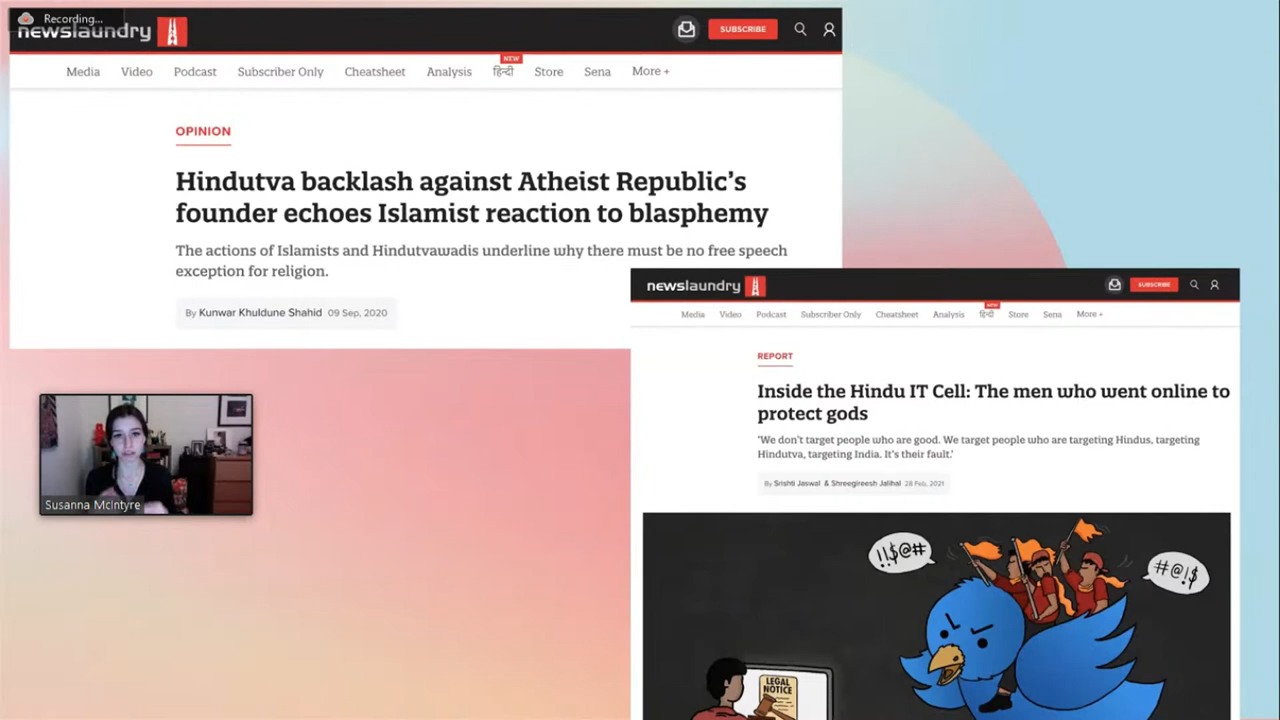 Recording...
newslaundry
SUBSCRIBE
Media Video Podcast Subscriber Only Cheatsheet Analysis हिन्दी Store Sena More +
NEW
OPINION
Hindutva backlash against Atheist Republic's
founder echoes Islamist reaction to blasphemy
The actions of Islamists and Hindutvawadis underline why there must be no free speech
exception for religion.
By Kunwar Khuldune Shahid 09 Sep, 2020
newslaundry
SUBSCRIBE
Media Video Podcast Subscriber Only Cheatsheet Analysis हिन्दी Store Sena More +
NEW
REPORT
Inside the Hindu IT Cell: The men who went online to
protect gods
'We don't target people who are good. We target people who are targeting Hindus, targeting
Hindutva, targeting India. It's their fault.'
By Srishti Jaswal & Shreegireesh Jalihal 28 Feb, 2021
Susanna McIntyre
!!$@#
#@!$
LEGAL
NOTICE